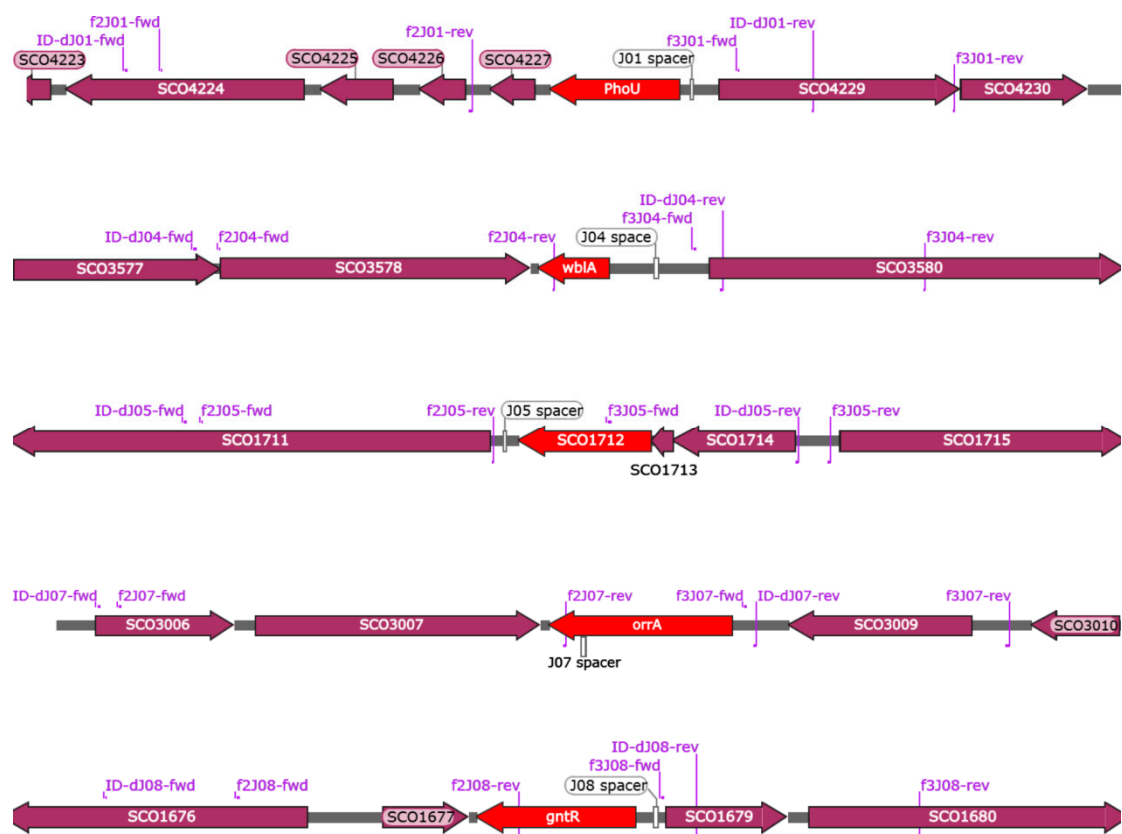 f2J01-fwd
ID-dJ01-rev
ID-dJ01-fwd
f2J01-rev
f3J01-fwd
SCO4223
SCO4225
SCO4226
SCO4227
J01 spacer
f3J01-rev
SCO4224
PhoU
SCO4229
SCO4230
ID-dJ04-rev
f3J04-fwd
ID-dJ04-fwd
f2J04-fwd
f2J04-rev
J04 space
f3J04-rev
SCO3577
SCO3578
wblA
SCO3580
ID-dJ05-fwd
f2J05-fwd
f2J05-rev
J05 spacer
f3J05-fwd
ID-dJ05-rev
f3J05-rev
SCO1711
SCO1712
SCO1714
SCO1715
SCO1713
ID-dJ07-fwd
f2J07-fwd
f2J07-rev
f3J07-fwd
ID-dJ07-rev
f3J07-rev
SCO3006
SCO3007
orrA
SCO3009
SCO3010
J07 spacer
ID-dJ08-rev
f3J08-fwd
ID-dJ08-fwd
f2J08-fwd
f2J08-rev
J08 spacer
f3J08-rev
SCO1676
SCO1677
gntR
SCO1679
SCO1680